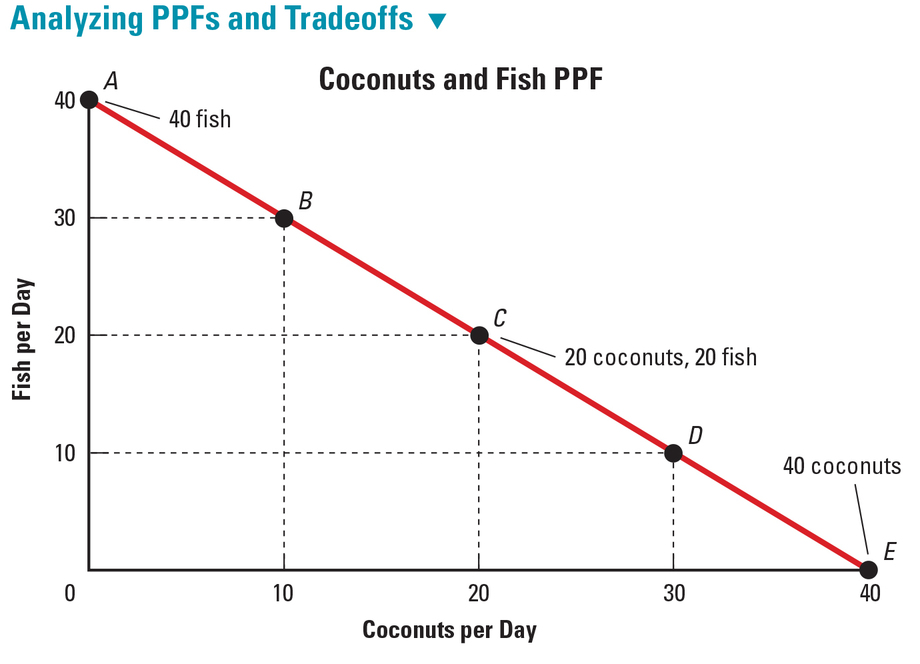 Analyzing PPFs and Tradeoffs ▼
Coconuts and Fish PPF
A
40
40 fish
B
30
Fish per Day
C
20
20 coconuts, 20 fish
D
10
40 coconuts
E
0 10 20 30 40
Coconuts per Day